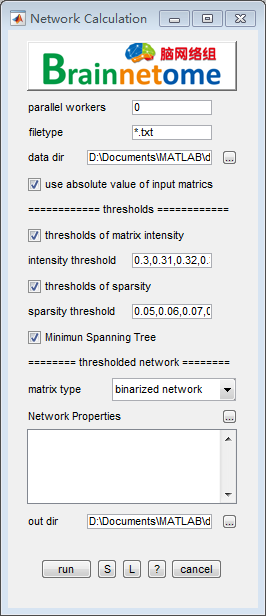 Network Calculation
脑网络组
Brainnetome
parallel workers 0
filetype *.txt
data dir D:\Documents\MATLAB\d ...
use absolute value of input matrics
============ thresholds ============
thresholds of matrix intensity
intensity threshold 0.3,0.31,0.32,0.
thresholds of sparsity
sparsity threshold 0.05,0.06,0.07,0
Minimun Spanning Tree
======== thresholded network ========
matrix type binarized network
Network Properties ...
out dir D:\Documents\MATLAB\d ...
run S L ? cancel